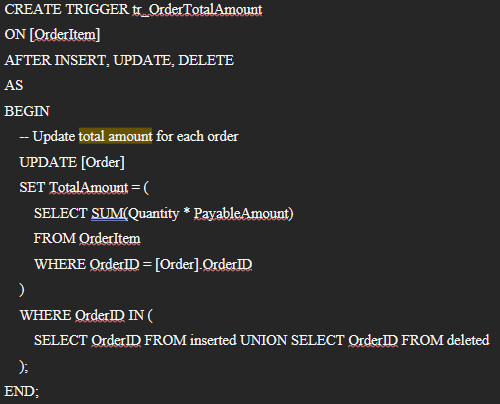 CREATE TRIGGER tr_OrderTotalAmount
ON [OrderItem]
AFTER INSERT, UPDATE, DELETE
AS
BEGIN
-- Update total amount for each order
UPDATE [Order]
SET TotalAmount = (
SELECT SUM(Quantity * PayableAmount)
FROM OrderItem
WHERE OrderID = [Order].OrderID
)
WHERE OrderID IN (
SELECT OrderID FROM inserted UNION SELECT OrderID FROM deleted
);
END;